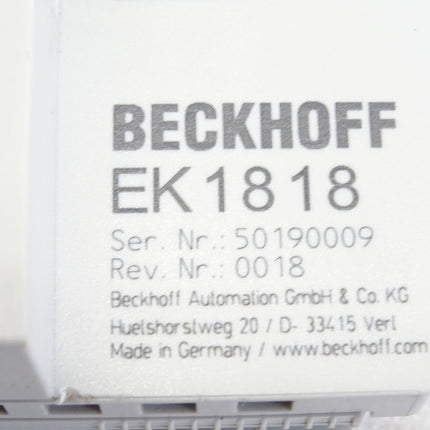 BECKHOFF
EK1818
Ser. Nr.: 50190009
Rev. Nr.: 0018
Beckhoff Automation GmbH & Co. KG
Huelshorstweg 20 / D- 33415 Verl
Made in Germany / www.beckhoff.com